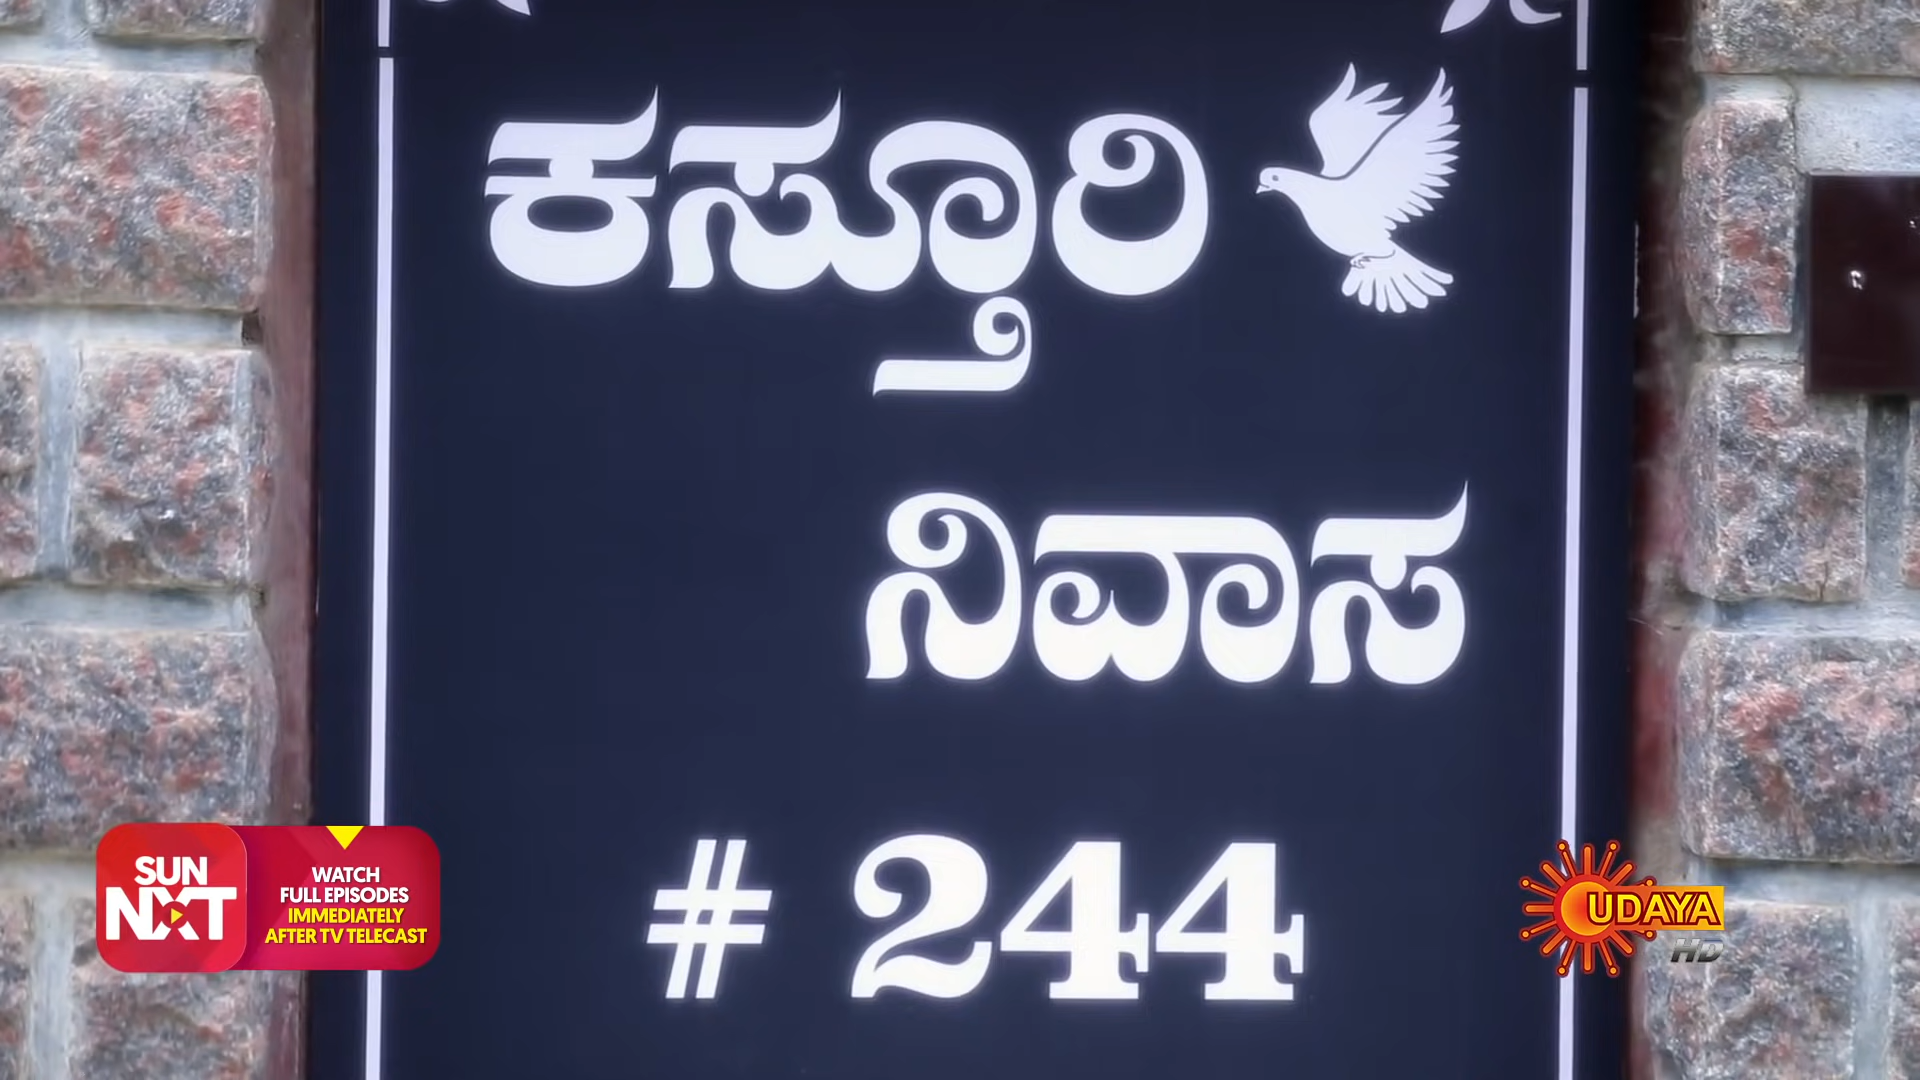 ಕಸ್ತೂರಿ
ನಿವಾಸ
# 244
SUN
NXT
WATCH
FULL EPISODES
IMMEDIATELY
AFTER TV TELECAST
UDAYA
HD